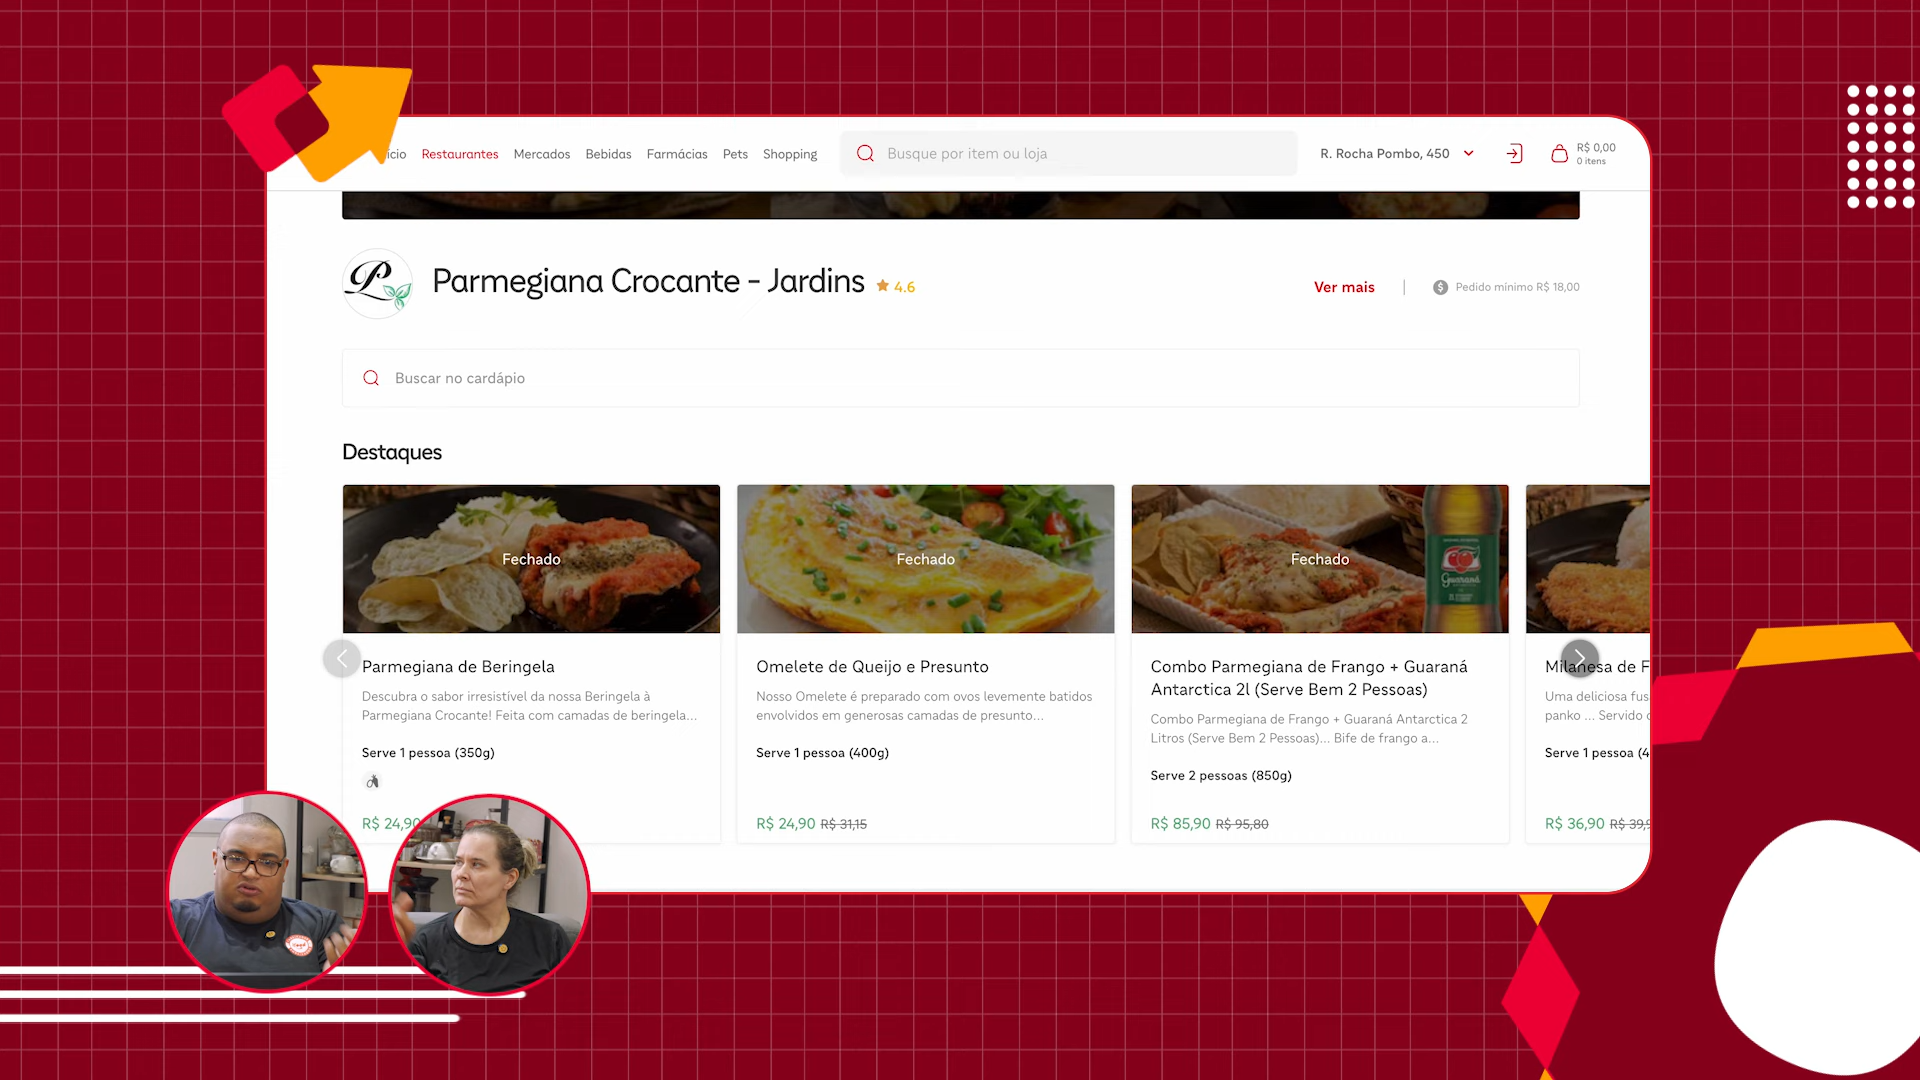 Restaurantes Mercados Bebidas Farmácias Pets Shopping
Busque por item ou loja
R. Rocha Pombo, 450
R$ 0,00
0 itens
Parmegiana Crocante - Jardins
4.6
Ver mais
$
Pedido mínimo R$ 18,00
Buscar no cardápio
Destaques
Fechado
Parmegiana de Beringela
Descubra o sabor irresistível da nossa Beringela à
Parmegiana Crocante! Feita com camadas de beringela...
Serve 1 pessoa (350g)
R$ 24,90
Fechado
Omelete de Queijo e Presunto
Nosso Omelete é preparado com ovos levemente batidos
envolvidos em generosas camadas de presunto...
Serve 1 pessoa (400g)
R$ 24,90 R$ 31,15
Fechado
Guaraná
Combo Parmegiana de Frango + Guaraná
Antarctica 2l (Serve Bem 2 Pessoas)
Combo Parmegiana de Frango + Guaraná Antarctica 2
Litros (Serve Bem 2 Pessoas)... Bife de frango a...
Serve 2 pessoas (850g)
R$ 85,90 R$ 95,80
Milanesa de F
Uma deliciosa fus
panko ... Servido
Serve 1 pessoa (4
R$ 36,90 R$ 39,9